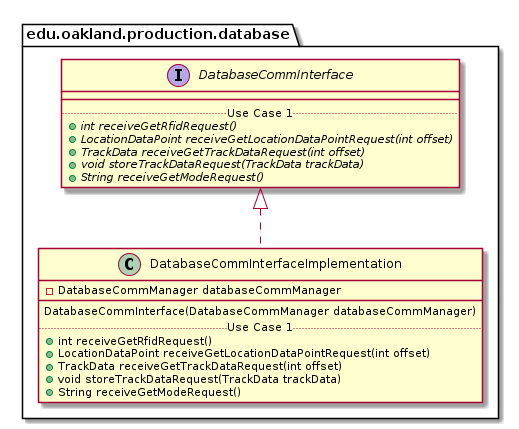 edu.oakland.production.database
I DatabaseCommInterface
Use Case 1
int receiveGetRfidRequest()
LocationDataPoint receiveGetLocationDataPointRequest(int offset)
TrackData receiveGetTrackDataRequest(int offset)
void storeTrackDataRequest(TrackData trackData)
String receiveGetModeRequest()
C DatabaseCommInterfaceImplementation
DatabaseCommManager databaseCommManager
DatabaseCommInterface(DatabaseCommManager databaseCommManager)
Use Case 1
int receiveGetRfidRequest()
LocationDataPoint receiveGetLocationDataPointRequest(int offset)
TrackData receiveGetTrackDataRequest(int offset)
void storeTrackDataRequest(TrackData trackData)
String receiveGetModeRequest()